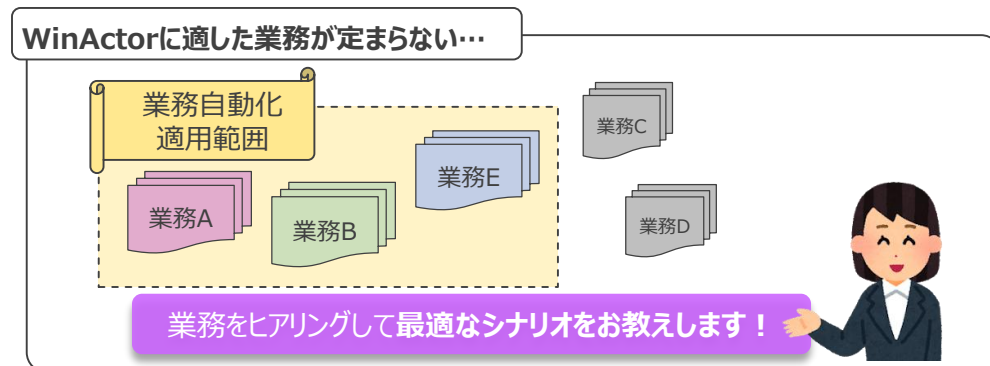 WinActorに適した業務が定まらない…
業務自動化
適用範囲
業務A
業務B
業務E
業務C
業務D
業務をヒアリングして最適なシナリオをお教えします！